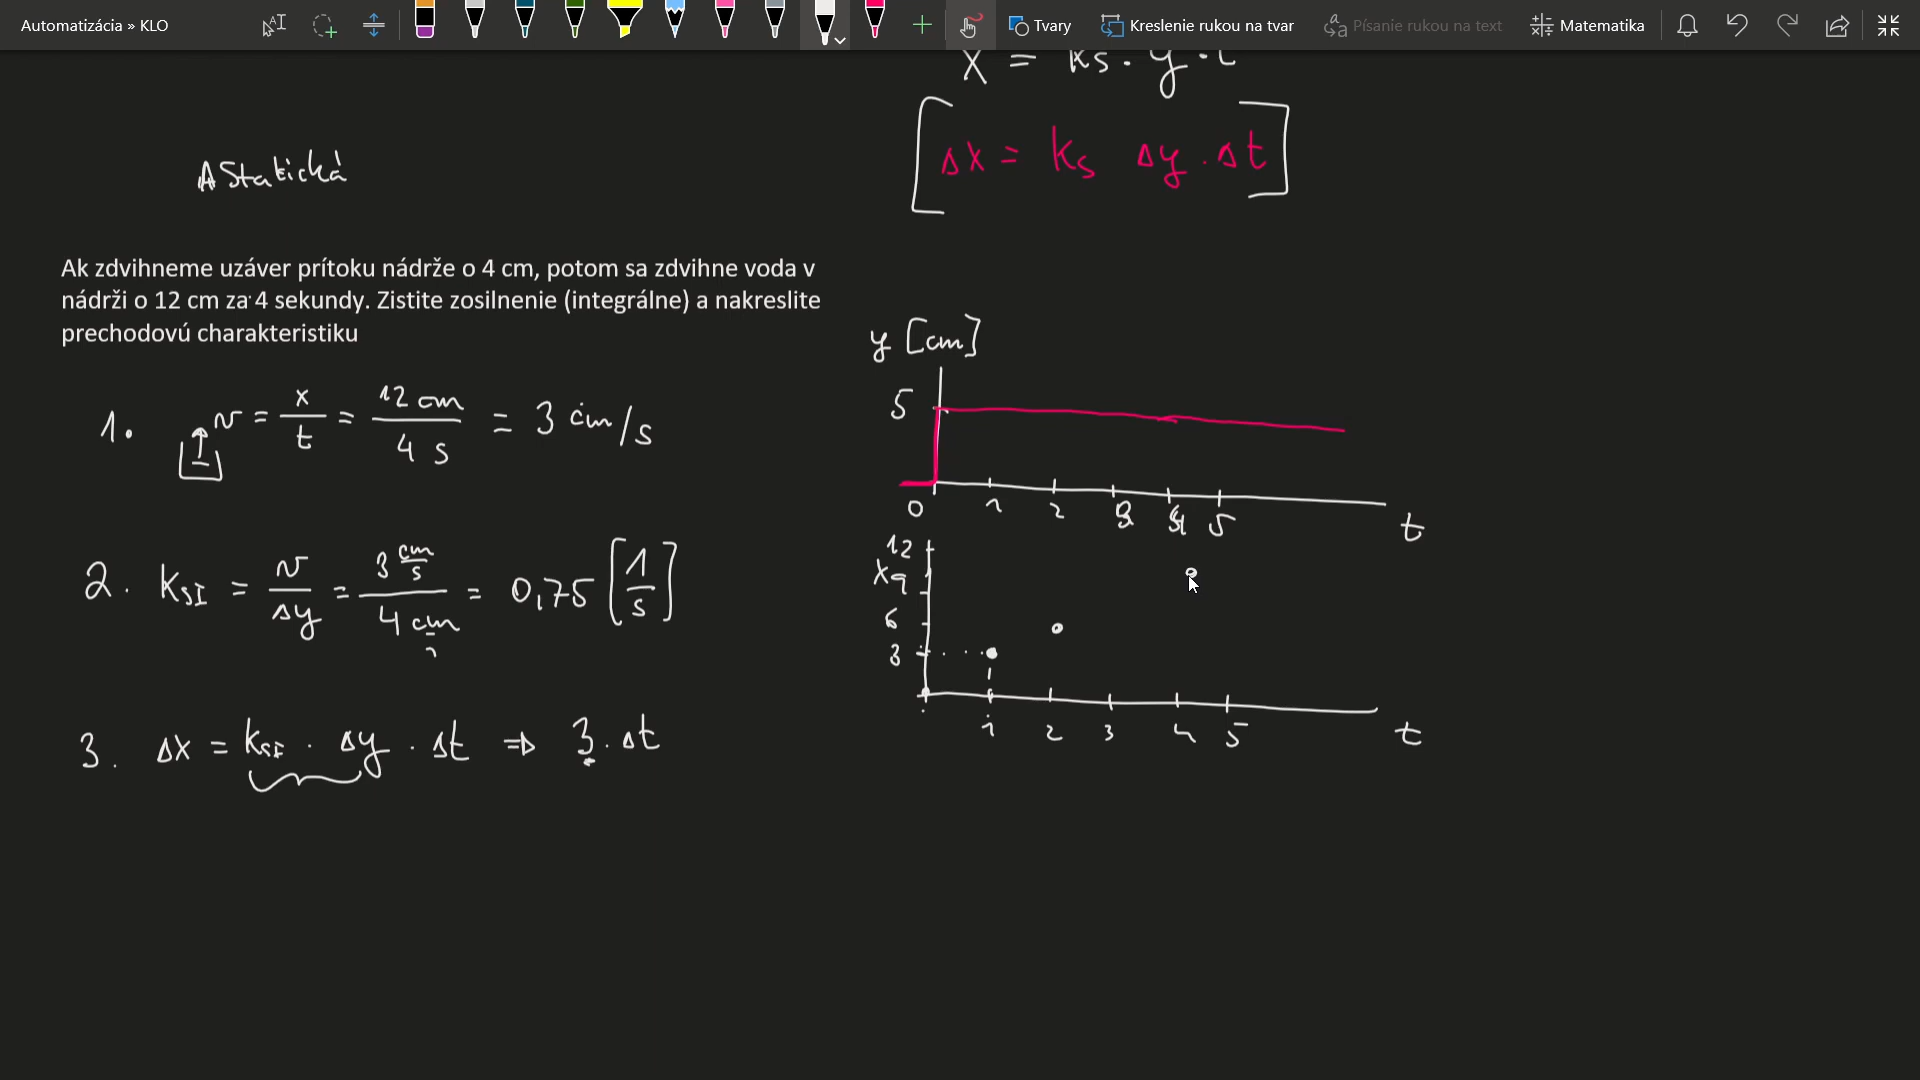 Automatizácia » KLO
Tvary
Kreslenie rukou na tvar
Písanie rukou na text
Matematika
x = ks · y · t
Δx = ks Δy · Δt
AStatická
Ak zdvihneme uzáver prítoku nádrže o 4 cm, potom sa zdvihne voda v
nádrži o 12 cm za 4 sekundy. Zistite zosilnenie (integrálne) a nakreslite
prechodovú charakteristiku
1. v = x/t = 12 cm / 4 s = 3 cm/s
2. KSI = v/Δy = 3 cm/s / 4 cm = 0,75 [1/s]
3. Δx = kSI · Δy · Δt ⇒ 3 · Δt
y [cm]
5
0 1 2 3 4 5 t
12
x 9
6
3
1 2 3 4 5 t